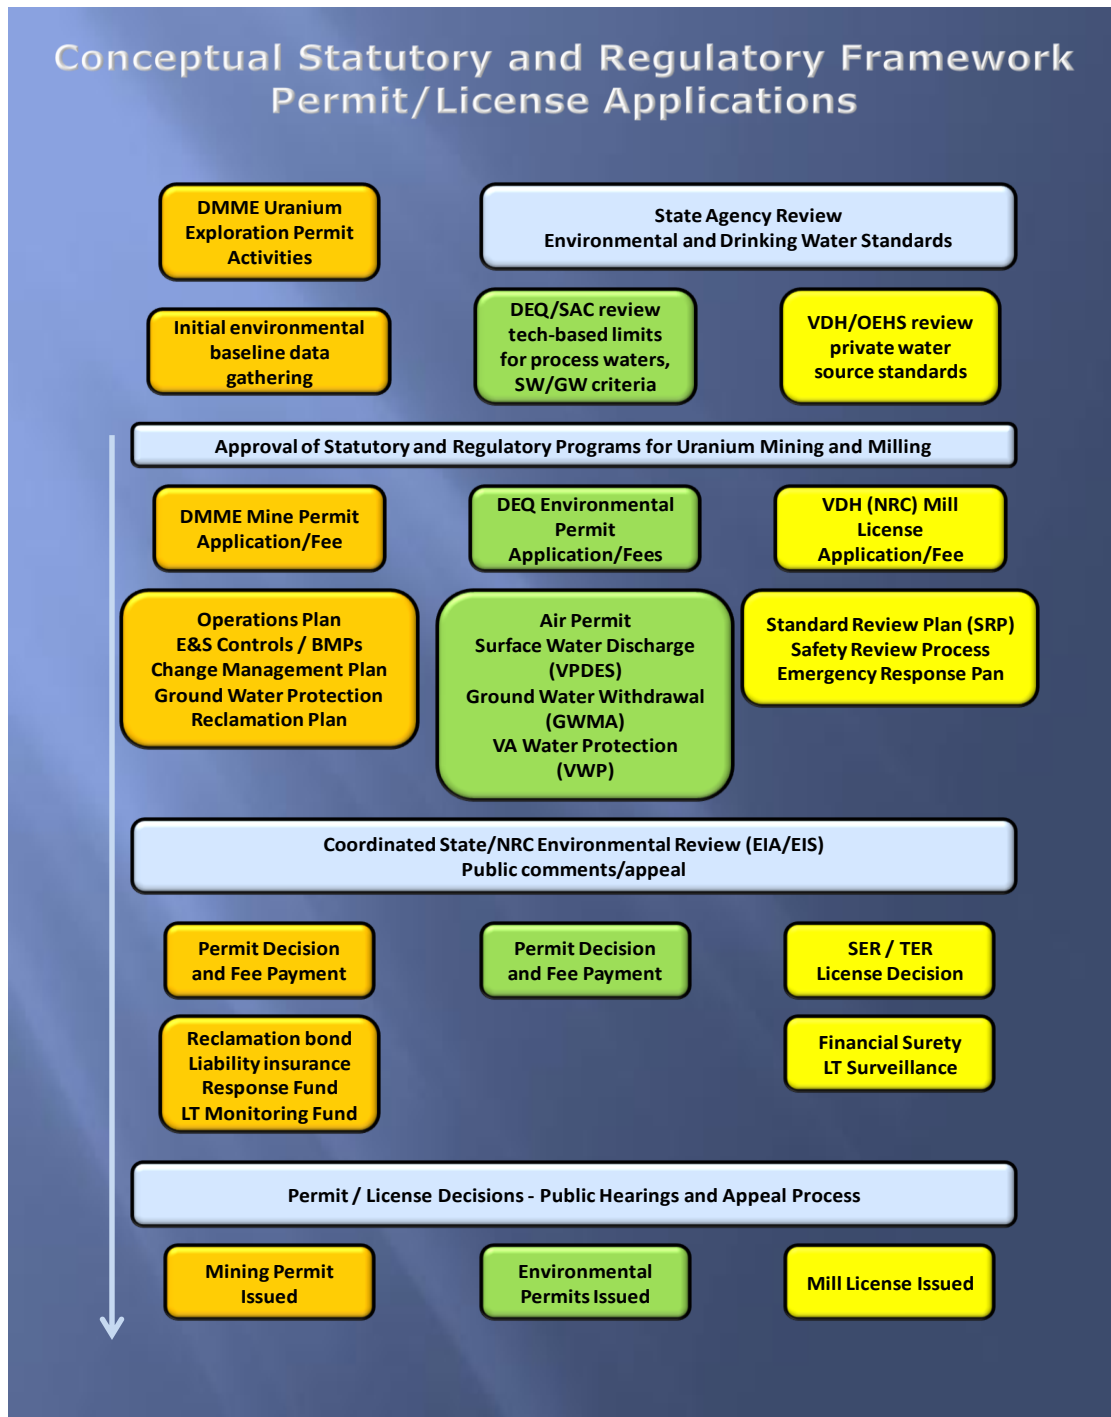 Conceptual Statutory and Regulatory Framework
Permit/License Applications
DMME Uranium
Exploration Permit
Activities
State Agency Review
Environmental and Drinking Water Standards
Initial environmental
baseline data
gathering
DEQ/SAC review
tech-based limits
for process waters,
SW/GW criteria
VDH/OEHS review
private water
source standards
Approval of Statutory and Regulatory Programs for Uranium Mining and Milling
DMME Mine Permit
Application/Fee
DEQ Environmental
Permit
Application/Fees
VDH (NRC) Mill
License
Application/Fee
Operations Plan
E&S Controls / BMPs
Change Management Plan
Ground Water Protection
Reclamation Plan
Air Permit
Surface Water Discharge
(VPDES)
Ground Water Withdrawal
(GWMA)
VA Water Protection
(VWP)
Standard Review Plan (SRP)
Safety Review Process
Emergency Response Pan
Coordinated State/NRC Environmental Review (EIA/EIS)
Public comments/appeal
Permit Decision
and Fee Payment
Permit Decision
and Fee Payment
SER / TER
License Decision
Reclamation bond
Liability insurance
Response Fund
LT Monitoring Fund
Financial Surety
LT Surveillance
Permit / License Decisions - Public Hearings and Appeal Process
Mining Permit
Issued
Environmental
Permits Issued
Mill License Issued